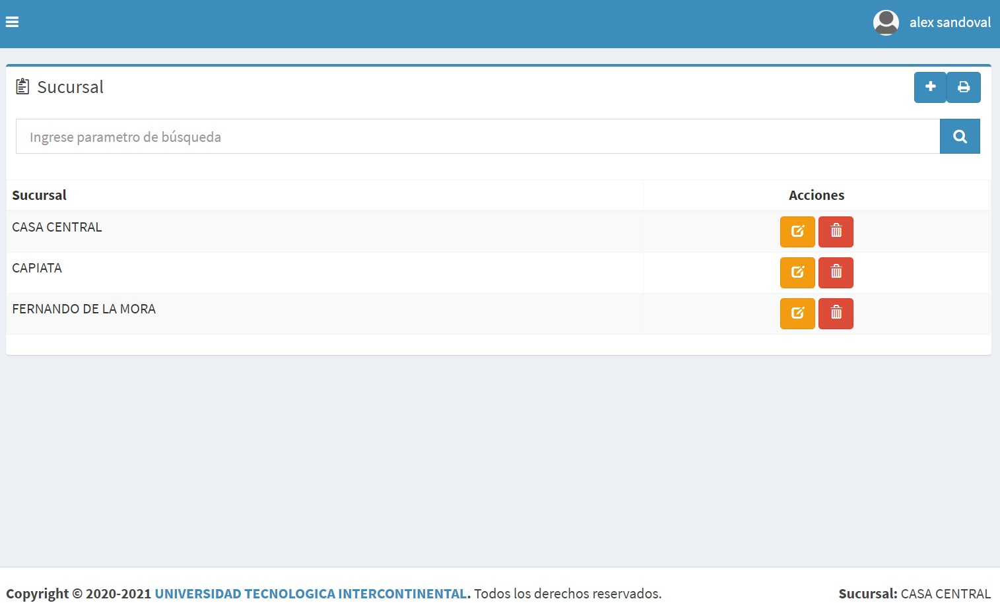 alex sandoval
Sucursal
Ingrese parametro de búsqueda
Sucursal Acciones
CASA CENTRAL
CAPIATA
FERNANDO DE LA MORA
Copyright © 2020-2021 UNIVERSIDAD TECNOLOGICA INTERCONTINENTAL. Todos los derechos reservados. Sucursal: CASA CENTRAL